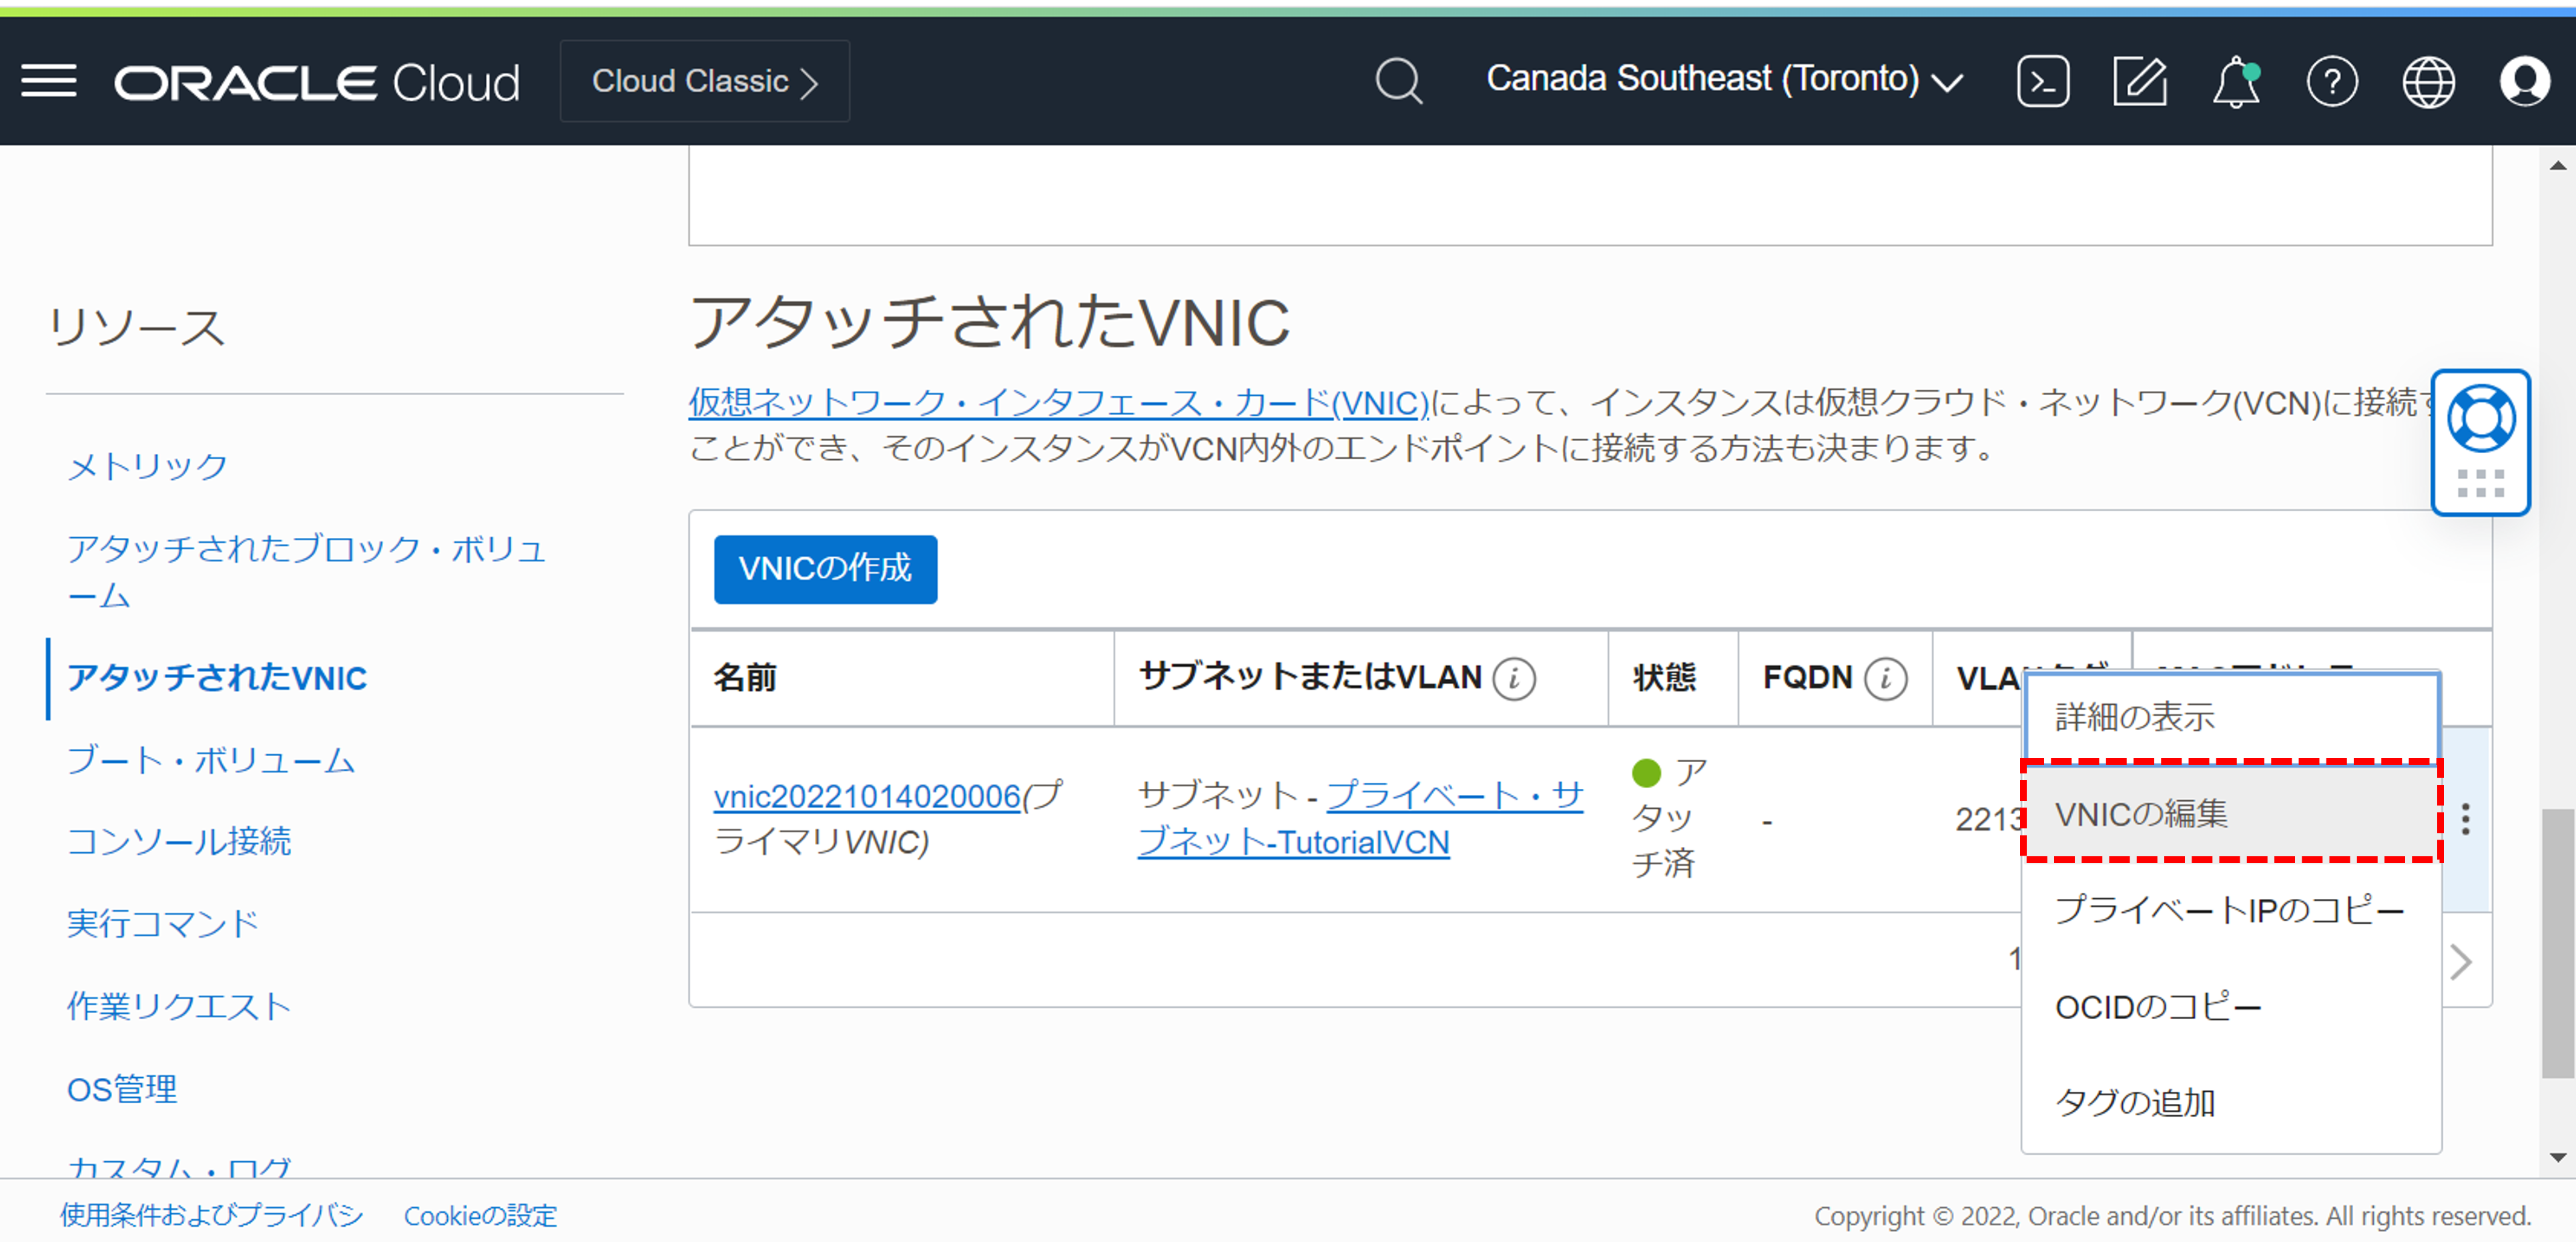 ORACLE Cloud
Cloud Classic
Canada Southeast (Toronto)
リソース
メトリック
アタッチされたブロック・ボリュ
ーム
アタッチされたVNIC
ブート・ボリューム
コンソール接続
実行コマンド
作業リクエスト
OS管理
カスタム・ログ
アタッチされたVNIC
仮想ネットワーク・インタフェース・カード(VNIC)によって、インスタンスは仮想クラウド・ネットワーク(VCN)に接続
ことができ、そのインスタンスがVCN内外のエンドポイントに接続する方法も決まります。
VNICの作成
名前
サブネットまたはVLAN
状態
FQDN
vnic20221014020006(プ
ライマリVNIC)
サブネット - プライベート・サ
ブネット-TutorialVCN
ア
タッ
チ済
-
2213
1
詳細の表示
VNICの編集
プライベートIPのコピー
OCIDのコピー
タグの追加
使用条件およびプライバシ
Cookieの設定
Copyright © 2022, Oracle and/or its affiliates. All rights reserved.